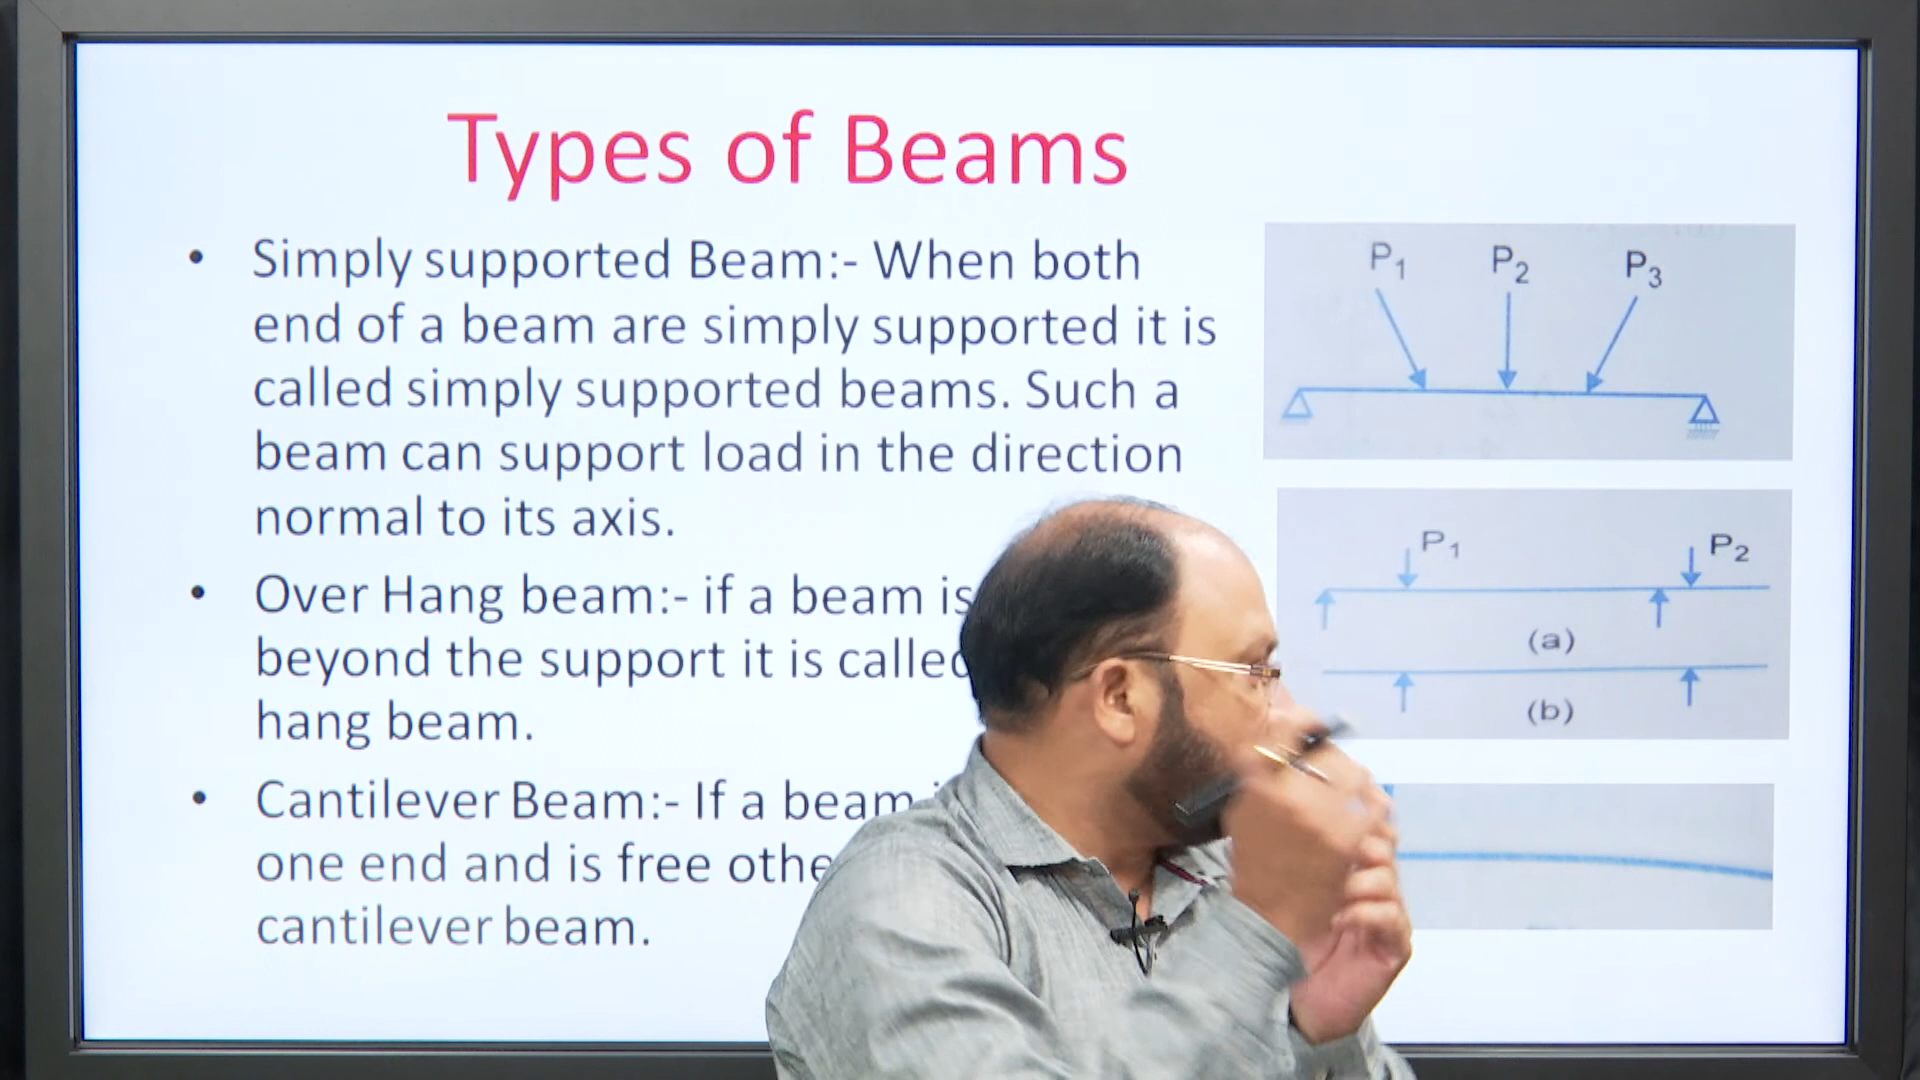 Types of Beams
• Simply supported Beam:- When both
end of a beam are simply supported it is
called simply supported beams. Such a
beam can support load in the direction
normal to its axis.
• Over Hang beam:- if a beam is
beyond the support it is called
hang beam.
• Cantilever Beam:- If a beam
one end and is free
cantilever beam.
P1 P2 P3
P1 P2
(a)
(b)